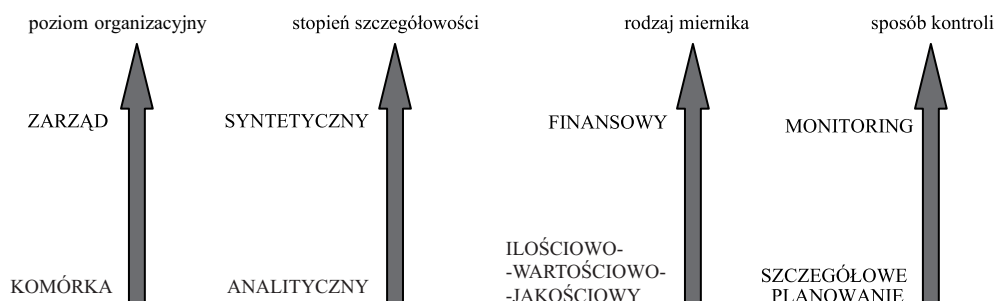 poziom organizacyjny
stopień szczegółowości
rodzaj miernika
sposób kontroli
ZARZĄD
SYNTETYCZNY
FINANSOWY
MONITORING
KOMÓRKA
ANALITYCZNY
ILOŚCIOWO-
-WARTOŚCIOWO-
-JAKOŚCIOWY
SZCZEGÓŁOWE
PLANOWANIE